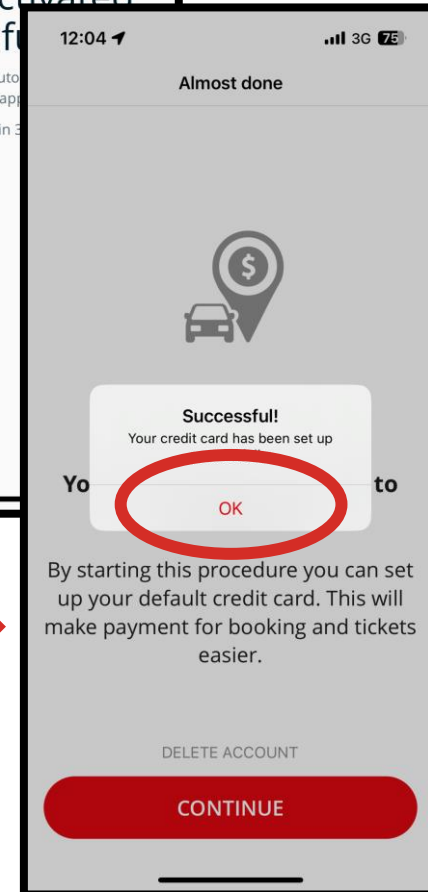 12:04
3G 75
Almost done
$
Successful!
Your credit card has been set up
Yo to
OK
By starting this procedure you can set
up your default credit card. This will
make payment for booking and tickets
easier.
DELETE ACCOUNT
CONTINUE